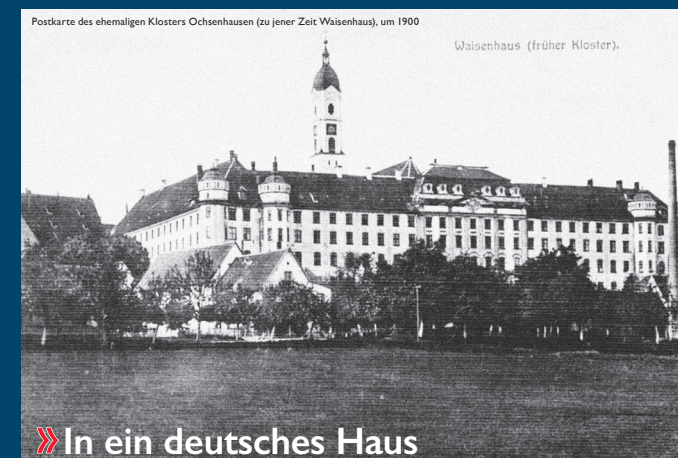 Postkarte des ehemaligen Klosters Ochsenhausen (zu jener Zeit Waisenhaus), um 1900
Waisenhaus (früher Kloster).
» In ein deutsches Haus